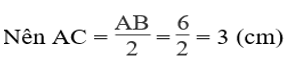 Nên AC = AB/2 = 6/2 = 3 (cm)